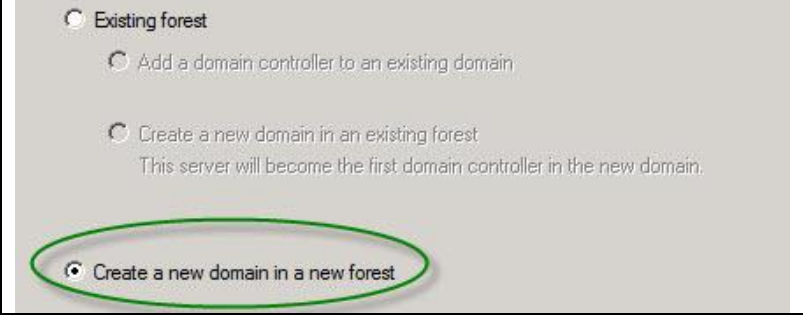 Existing forest
Add a domain controller to an existing domain
Create a new domain in an existing forest
This server will become the first domain controller in the new domain.
Create a new domain in a new forest